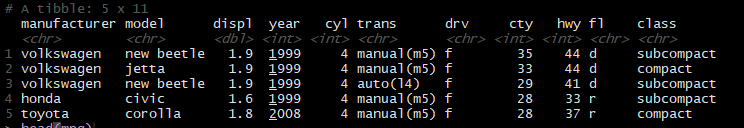 # A tibble: 5 x 11
manufacturer model displ year cyl trans drv cty hwy fl class
<chr> <chr> <dbl> <int> <int> <chr> <chr> <int> <int> <chr> <chr>
1 volkswagen new beetle 1.9 1999 4 manual(m5) f 35 44 d subcompact
2 volkswagen jetta 1.9 1999 4 manual(m5) f 33 44 d compact
3 volkswagen new beetle 1.9 1999 4 auto(l4) f 29 41 d subcompact
4 honda civic 1.6 1999 4 manual(m5) f 28 33 r subcompact
5 toyota corolla 1.8 2008 4 manual(m5) f 28 37 r compact
> head(mpg)